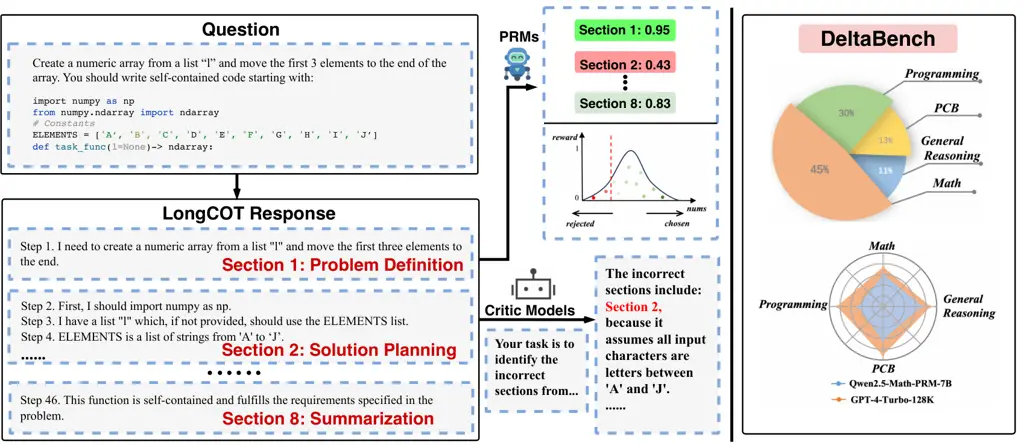 Question
Create a numeric array from a list “l” and move the first 3 elements to the end of the
array. You should write self-contained code starting with:
import numpy as np
from numpy.ndarray import ndarray
# Constants
ELEMENTS = ['A', 'B', 'C', 'D', 'E', 'F', 'G', 'H', 'I', 'J']
def task_func(l=None)-> ndarray:
LongCOT Response
Step 1. I need to create a numeric array from a list "l" and move the first three elements to
the end.
Section 1: Problem Definition
Step 2. First, I should import numpy as np.
Step 3. I have a list "l" which, if not provided, should use the ELEMENTS list.
Step 4. ELEMENTS is a list of strings from 'A' to ‘J’.
......
Section 2: Solution Planning
......
Step 46. This function is self-contained and fulfills the requirements specified in the
problem.
Section 8: Summarization
PRMs
Section 1: 0.95
Section 2: 0.43
Section 8: 0.83
reward
1
0
nums
rejected
chosen
Critic Models
Your task is to
identify the
incorrect
sections from...
The incorrect
sections include:
Section 2,
because it
assumes all input
characters are
letters between
'A' and 'J'.
......
DeltaBench
Programming
PCB
General
Reasoning
Math
30%
13%
11%
45%
Math
Programming
General
Reasoning
PCB
Qwen2.5-Math-PRM-7B
GPT-4-Turbo-128K